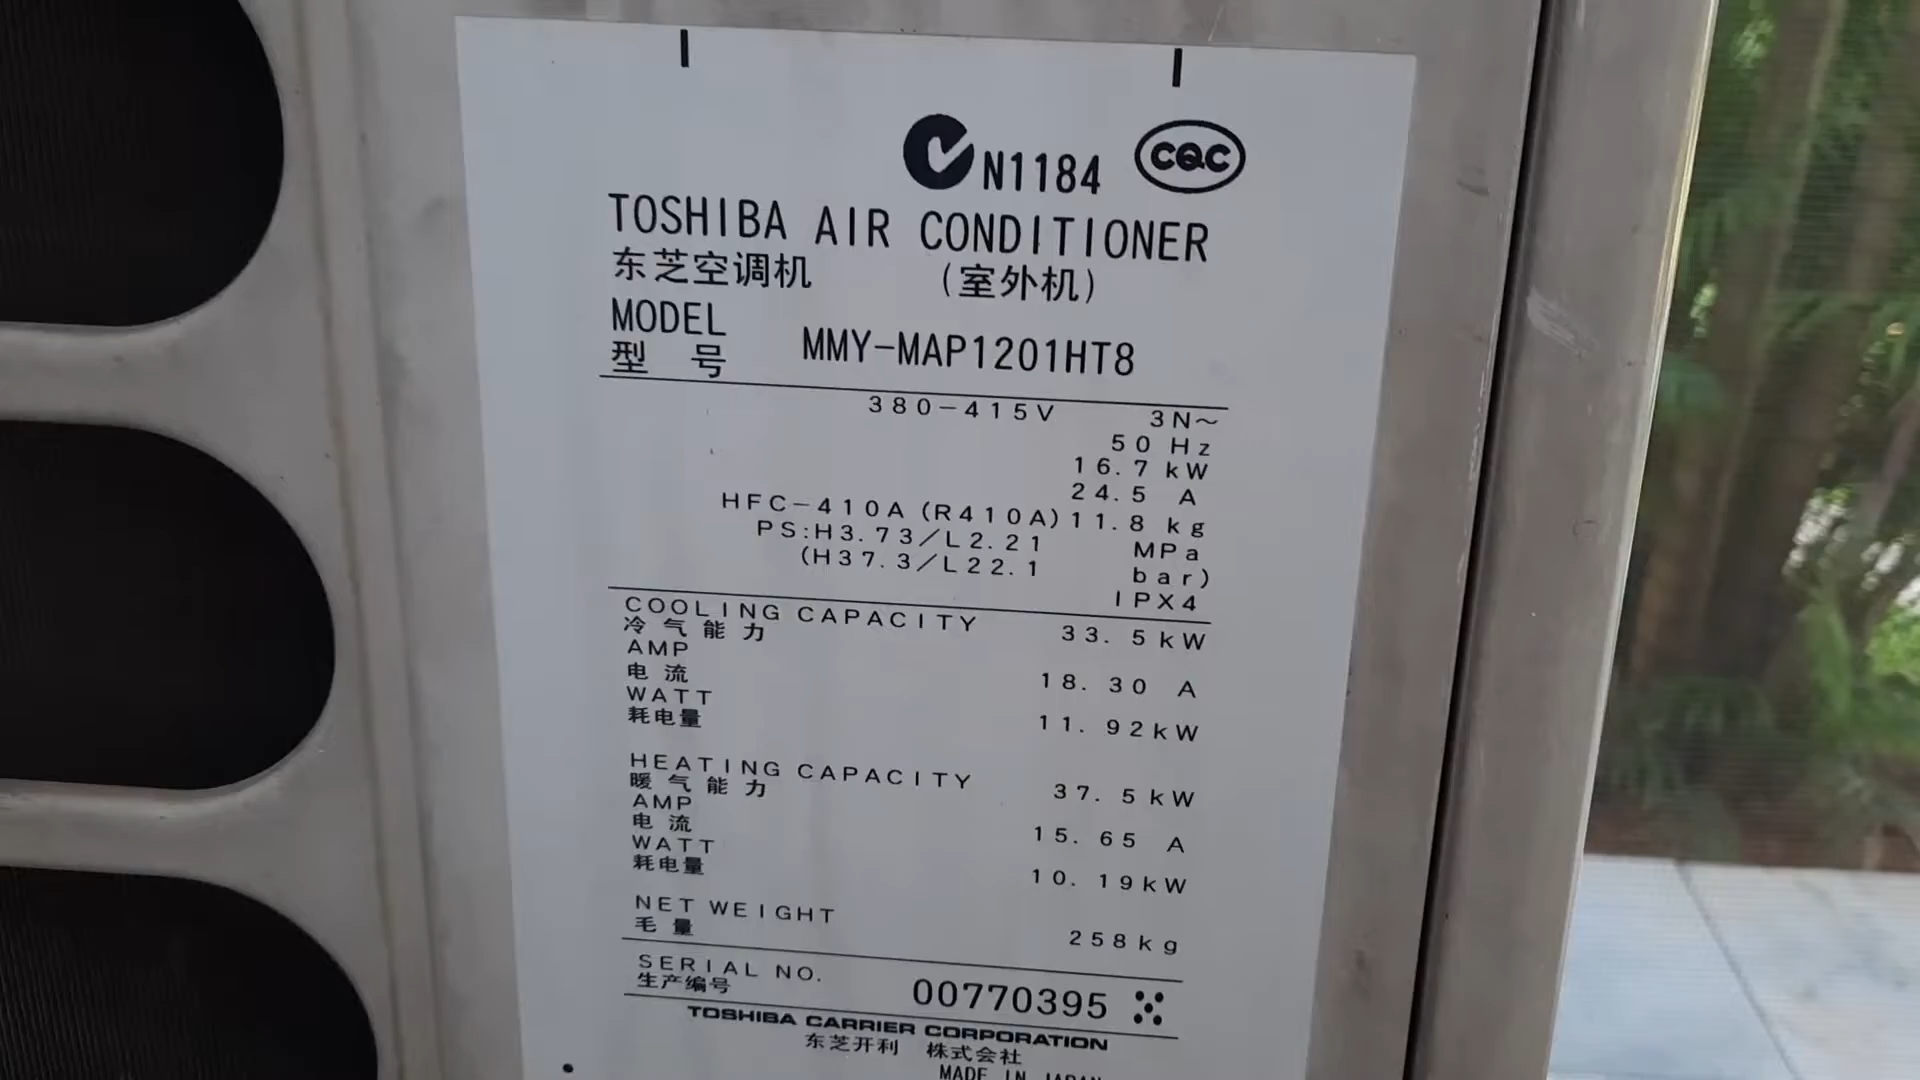 N1184 CQC
TOSHIBA AIR CONDITIONER
东芝空调机 (室外机)
MODEL
型 号 MMY-MAP1201HT8
380-415V 3N~
50 Hz
16.7 kW
24.5 A
HFC-410A (R410A) 11.8 kg
PS:H3.73/L2.21 MPa
(H37.3/L22.1 bar)
IPX4
COOLING CAPACITY 33.5kW
冷气能力
AMP
电流 18.30 A
WATT
耗电量 11.92kW
HEATING CAPACITY 37.5kW
暖气能力
AMP
电流 15.65 A
WATT
耗电量 10.19kW
NET WEIGHT
毛量 258kg
SERIAL NO.
生产编号 00770395
TOSHIBA CARRIER CORPORATION
东芝开利 株式会社
MADE IN JAPAN